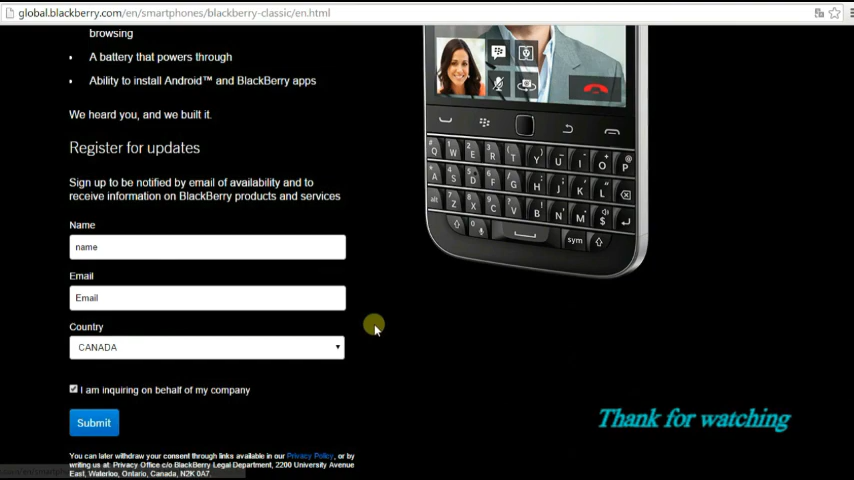 global.blackberry.com/en/smartphones/blackberry-classic/en.html
browsing
A battery that powers through
Ability to install Android™ and BlackBerry apps
We heard you, and we built it.
Register for updates
Sign up to be notified by email of availability and to
receive information on BlackBerry products and services
Name
name
Email
Email
Country
CANADA
I am inquiring on behalf of my company
Submit
You can later withdraw your consent through links available in our Privacy Policy, or by
writing us at: Privacy Office c/o BlackBerry Legal Department, 2200 University Avenue
East, Waterloo, Ontario, Canada, N2K 0A7.
Thank for watching
alt
sym